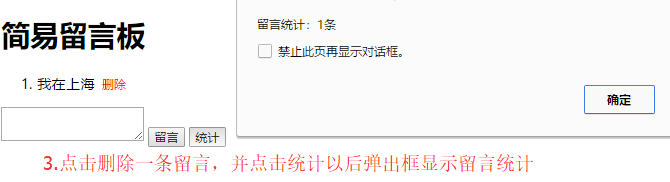 简易留言板
1. 我在上海 删除
留言 统计
留言统计：1条
禁止此页再显示对话框。
确定
3.点击删除一条留言，并点击统计以后弹出框显示留言统计